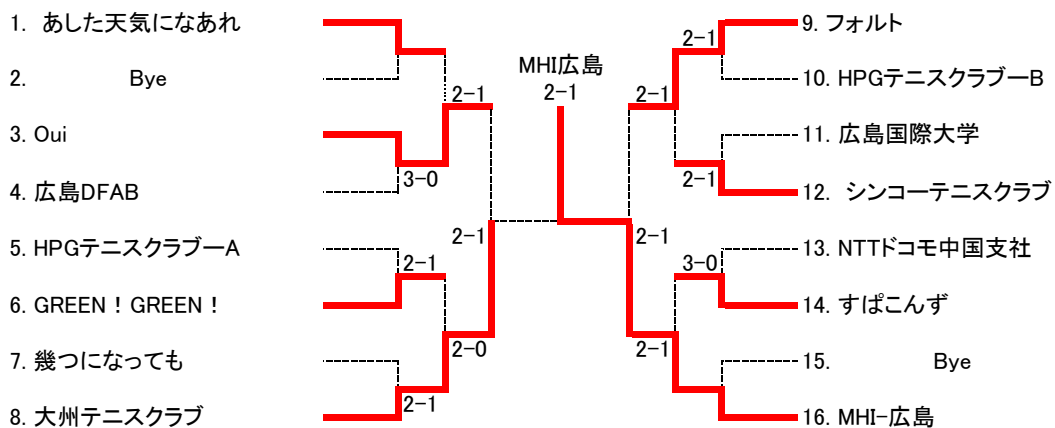 1. あした天気になあれ
2. Bye
3. Oui
4. 広島DFAB
5. HPGテニスクラブーA
6. GREEN！GREEN！
7. 幾つになっても
8. 大州テニスクラブ
2-1
3-0
2-1
2-1
2-0
2-1
MHI広島
2-1
2-1
2-1
2-1
2-1
3-0
2-1
9. フォルト
10. HPGテニスクラブーB
11. 広島国際大学
12. シンコーテニスクラブ
13. NTTドコモ中国支社
14. すぱこんず
15. Bye
16. MHI-広島